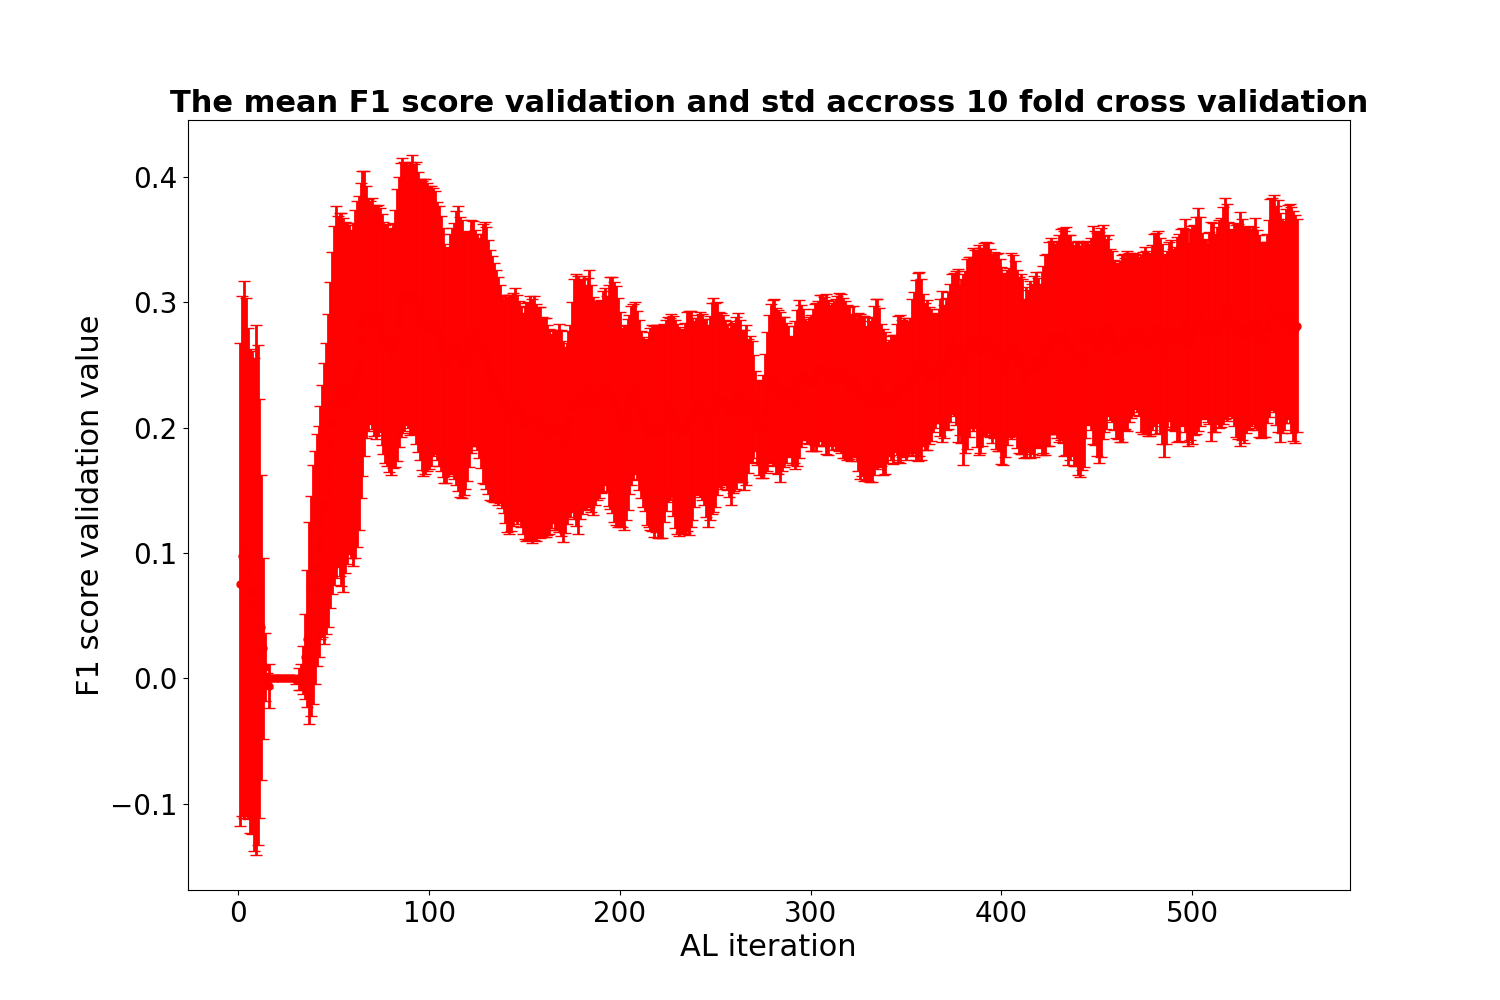 The mean F1 score validation and std accross 10 fold cross validation
F1 score validation value
0.4
0.3
0.2
0.1
0.0
−0.1
0 100 200 300 400 500
AL iteration